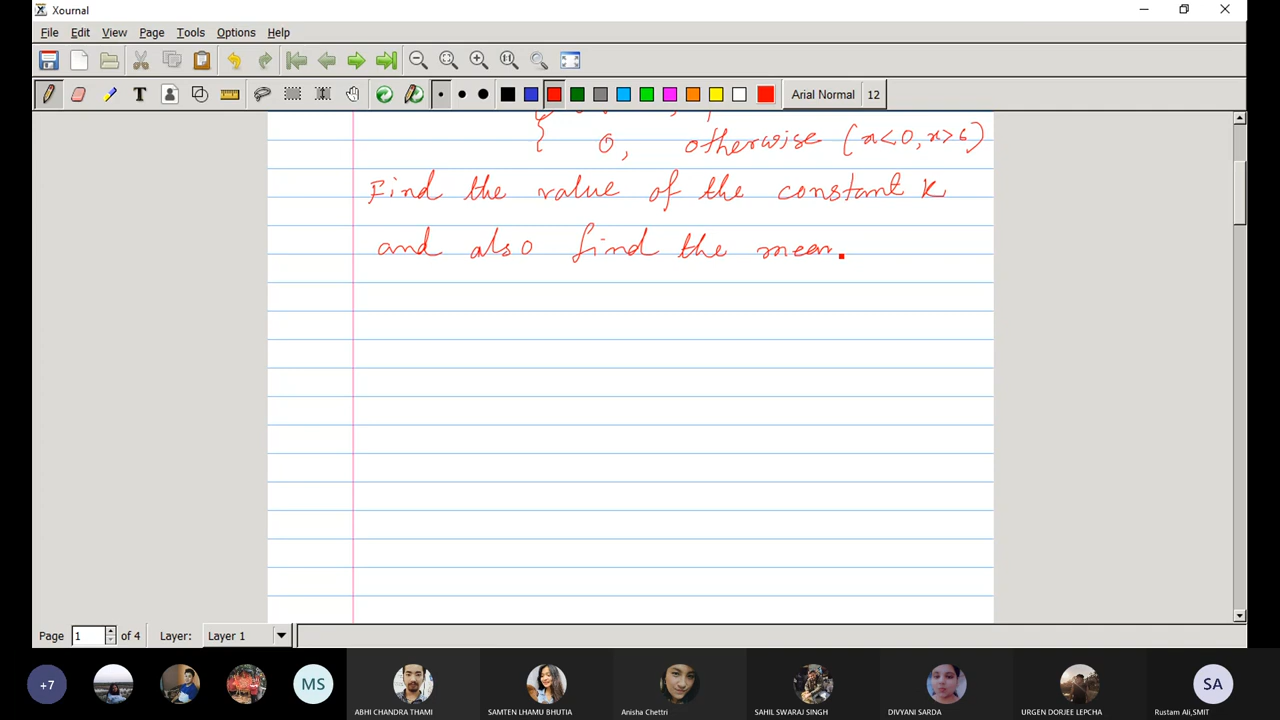 Xournal
File Edit View Page Tools Options Help
Arial Normal 12
0, otherwise (x<0, x>6)
Find the value of the constant k
and also find the mean.
Page 1 of 4 Layer: Layer 1
+7 MS SA
ABHI CHANDRA THAMI SAMTEN LHAMU BHUTIA Anisha Chettri SAHIL SWARAJ SINGH DIVYANI SARDA URGEN DORJEE LEPCHA Rustam Ali,SMIT